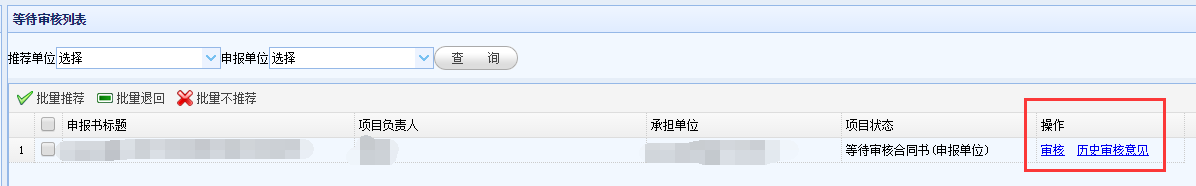 等待审核列表
推荐单位 选择 申报单位 选择 查 询
批量推荐 批量退回 批量不推荐
申报书标题 项目负责人 承担单位 项目状态 操作
1 等待审核合同书(申报单位) 审核 历史审核意见